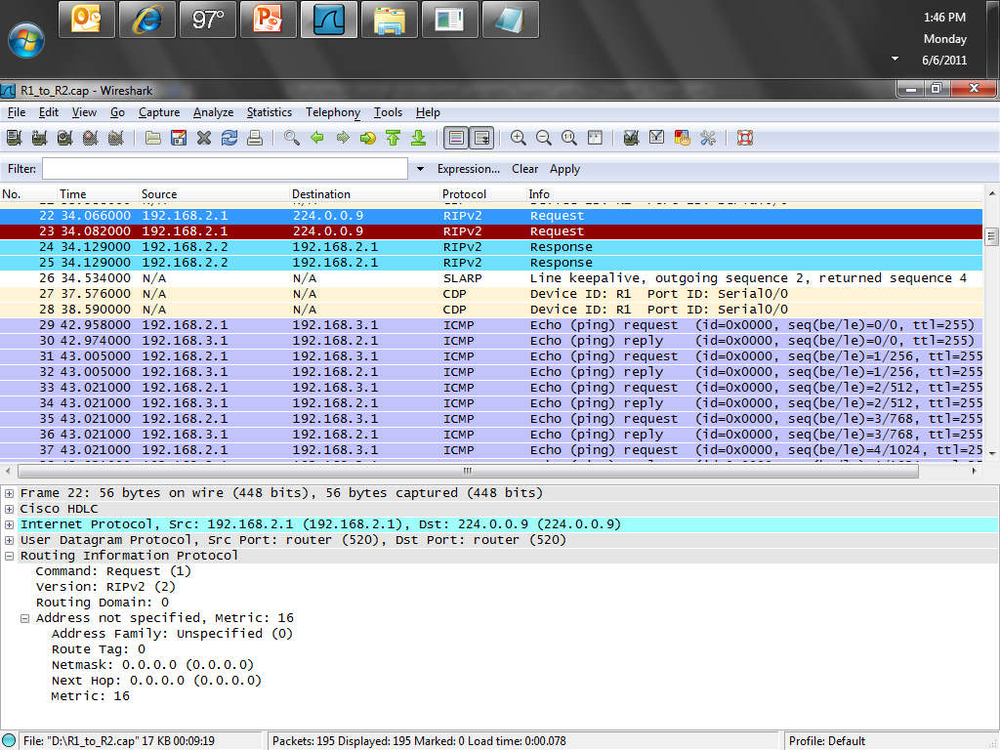 97°
1:46 PM
Monday
6/6/2011
R1_to_R2.cap - Wireshark
File Edit View Go Capture Analyze Statistics Telephony Tools Help
Filter: Expression... Clear Apply
No. Time Source Destination Protocol Info
22 34.066000 192.168.2.1 224.0.0.9 RIPv2 Request
23 34.082000 192.168.2.1 224.0.0.9 RIPv2 Request
24 34.129000 192.168.2.2 192.168.2.1 RIPv2 Response
25 34.129000 192.168.2.2 192.168.2.1 RIPv2 Response
26 34.534000 N/A N/A SLARP Line keepalive, outgoing sequence 2, returned sequence 4
27 37.576000 N/A N/A CDP Device ID: R1 Port ID: Serial0/0
28 38.590000 N/A N/A CDP Device ID: R1 Port ID: Serial0/0
29 42.958000 192.168.2.1 192.168.3.1 ICMP Echo (ping) request (id=0x0000, seq(be/le)=0/0, ttl=255)
30 42.974000 192.168.3.1 192.168.2.1 ICMP Echo (ping) reply (id=0x0000, seq(be/le)=0/0, ttl=255)
31 43.005000 192.168.2.1 192.168.3.1 ICMP Echo (ping) request (id=0x0000, seq(be/le)=1/256, ttl=255
32 43.005000 192.168.3.1 192.168.2.1 ICMP Echo (ping) reply (id=0x0000, seq(be/le)=1/256, ttl=255
33 43.021000 192.168.2.1 192.168.3.1 ICMP Echo (ping) request (id=0x0000, seq(be/le)=2/512, ttl=255
34 43.021000 192.168.3.1 192.168.2.1 ICMP Echo (ping) reply (id=0x0000, seq(be/le)=2/512, ttl=255
35 43.021000 192.168.2.1 192.168.3.1 ICMP Echo (ping) request (id=0x0000, seq(be/le)=3/768, ttl=255
36 43.021000 192.168.3.1 192.168.2.1 ICMP Echo (ping) reply (id=0x0000, seq(be/le)=3/768, ttl=255
37 43.021000 192.168.2.1 192.168.3.1 ICMP Echo (ping) request (id=0x0000, seq(be/le)=4/1024, ttl=25
Frame 22: 56 bytes on wire (448 bits), 56 bytes captured (448 bits)
Cisco HDLC
Internet Protocol, Src: 192.168.2.1 (192.168.2.1), Dst: 224.0.0.9 (224.0.0.9)
User Datagram Protocol, Src Port: router (520), Dst Port: router (520)
Routing Information Protocol
Command: Request (1)
Version: RIPv2 (2)
Routing Domain: 0
Address not specified, Metric: 16
Address Family: Unspecified (0)
Route Tag: 0
Netmask: 0.0.0.0 (0.0.0.0)
Next Hop: 0.0.0.0 (0.0.0.0)
Metric: 16
File: "D:\R1_to_R2.cap" 17 KB 00:09:19 Packets: 195 Displayed: 195 Marked: 0 Load time: 0:00.078 Profile: Default